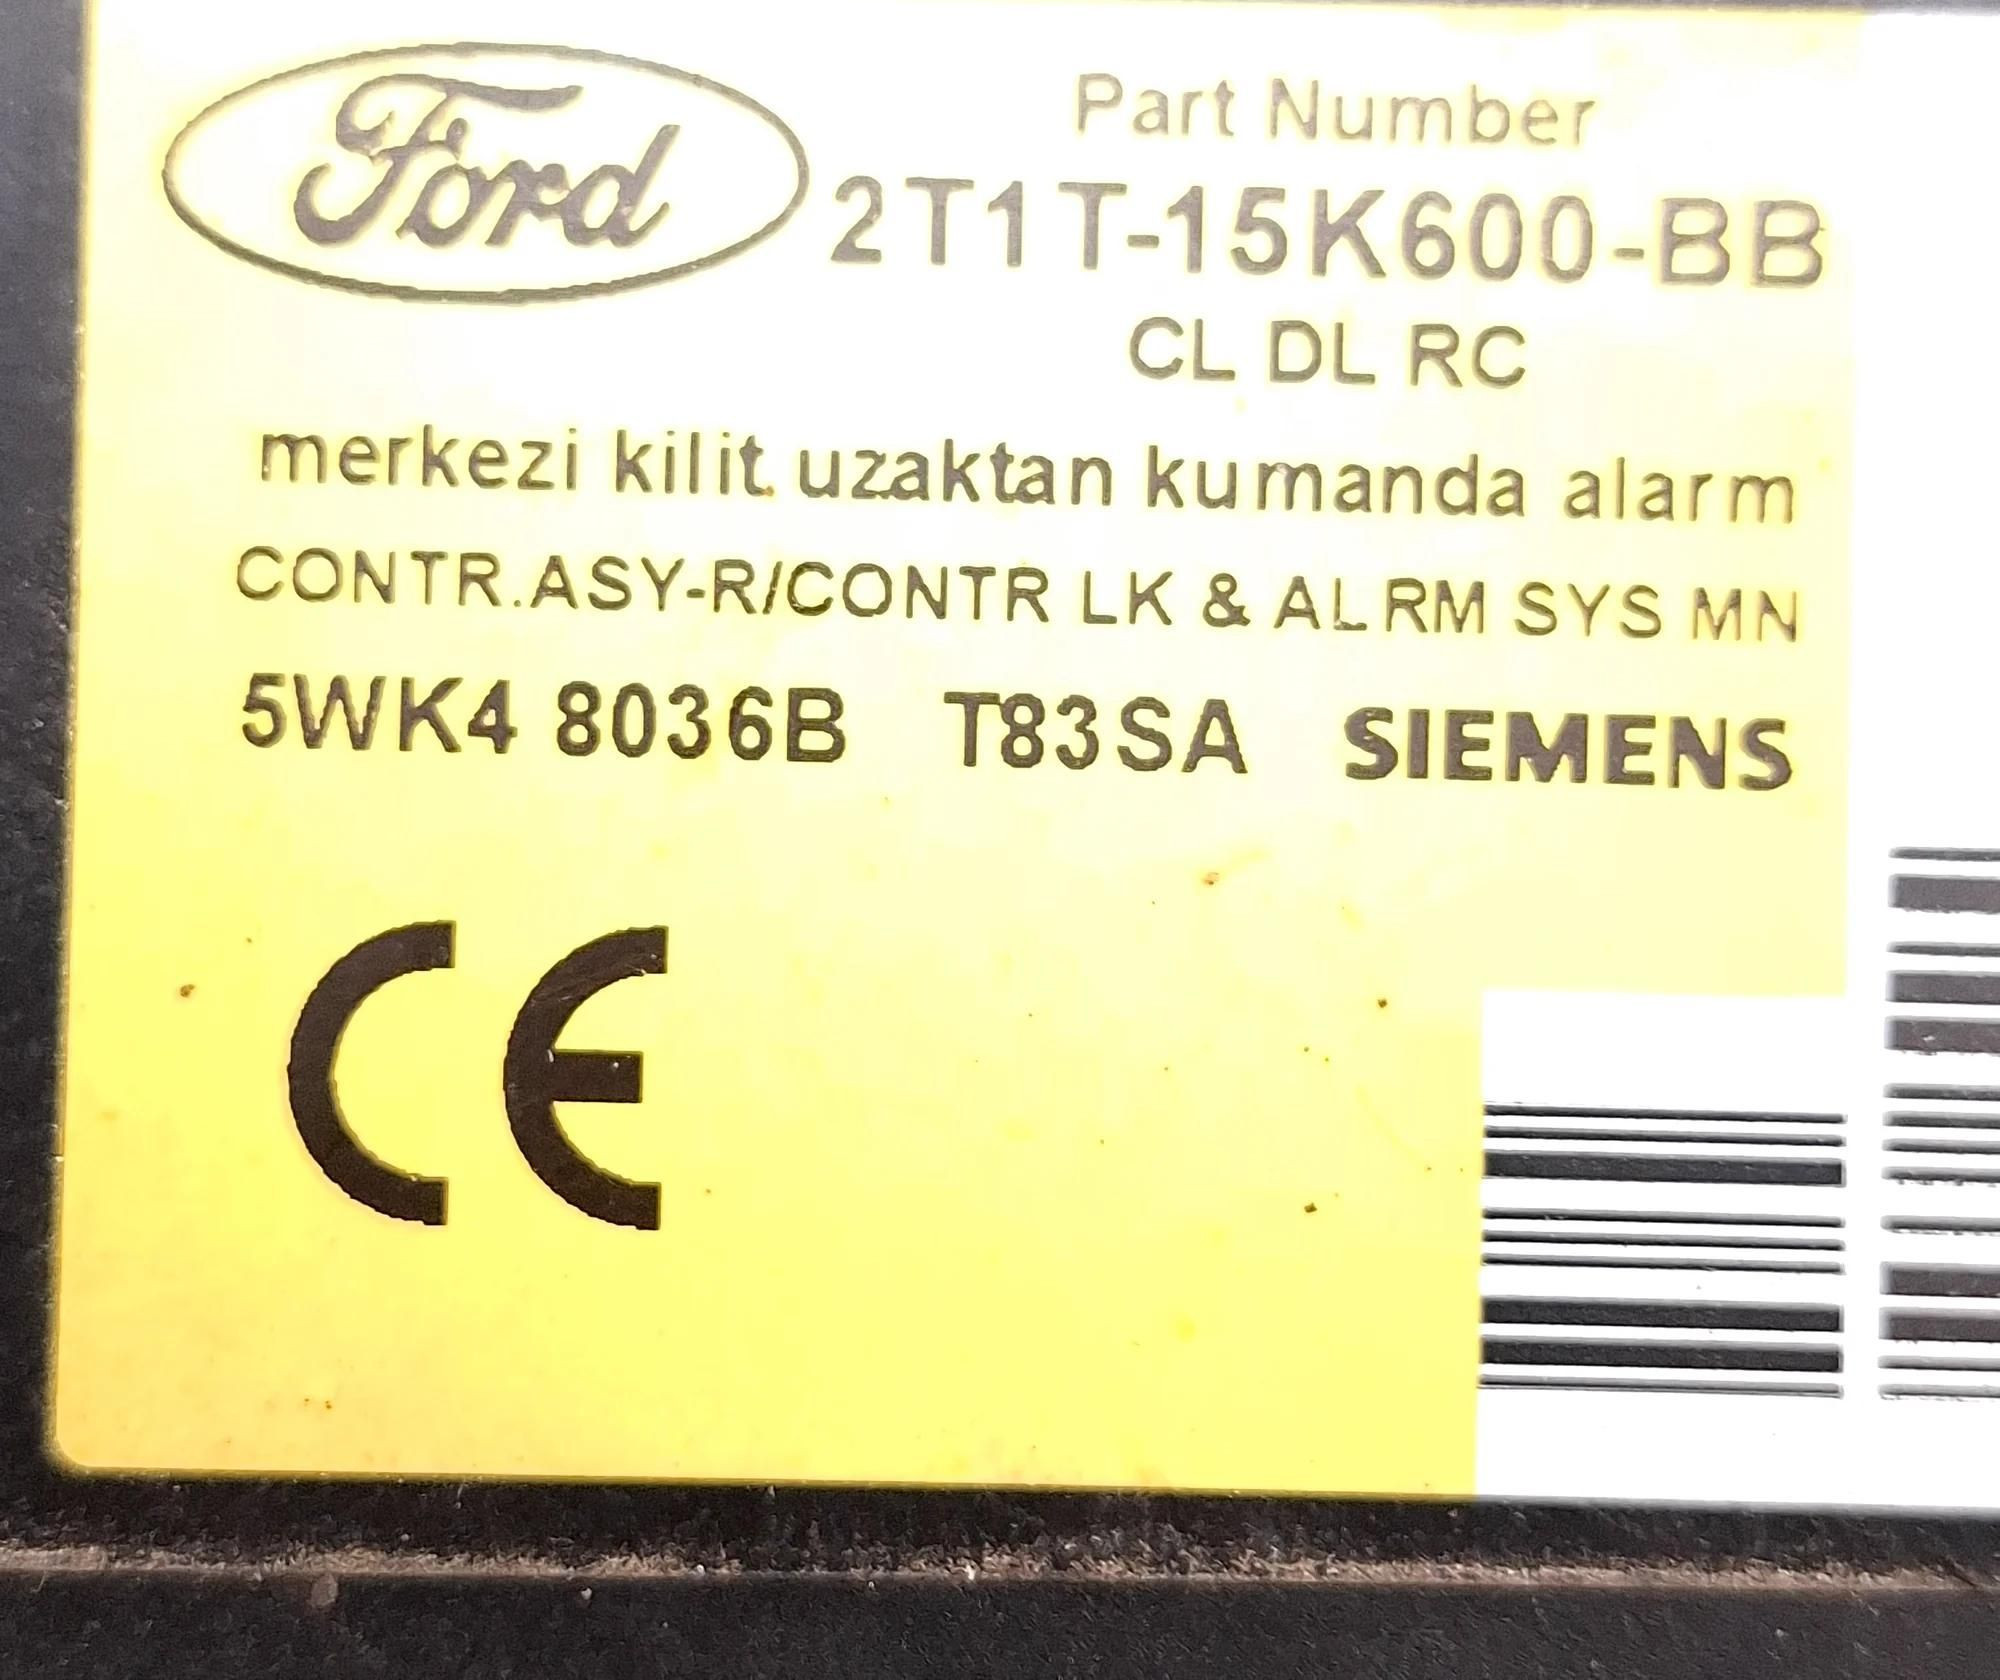 Ford
Part Number
2T1T-15K600-BB
CL DL RC
merkezi kilit uzaktan kumanda alarm
CONTR.ASY-R/CONTR LK & ALRM SYS MN
5WK4 8036B T83SA SIEMENS
CE